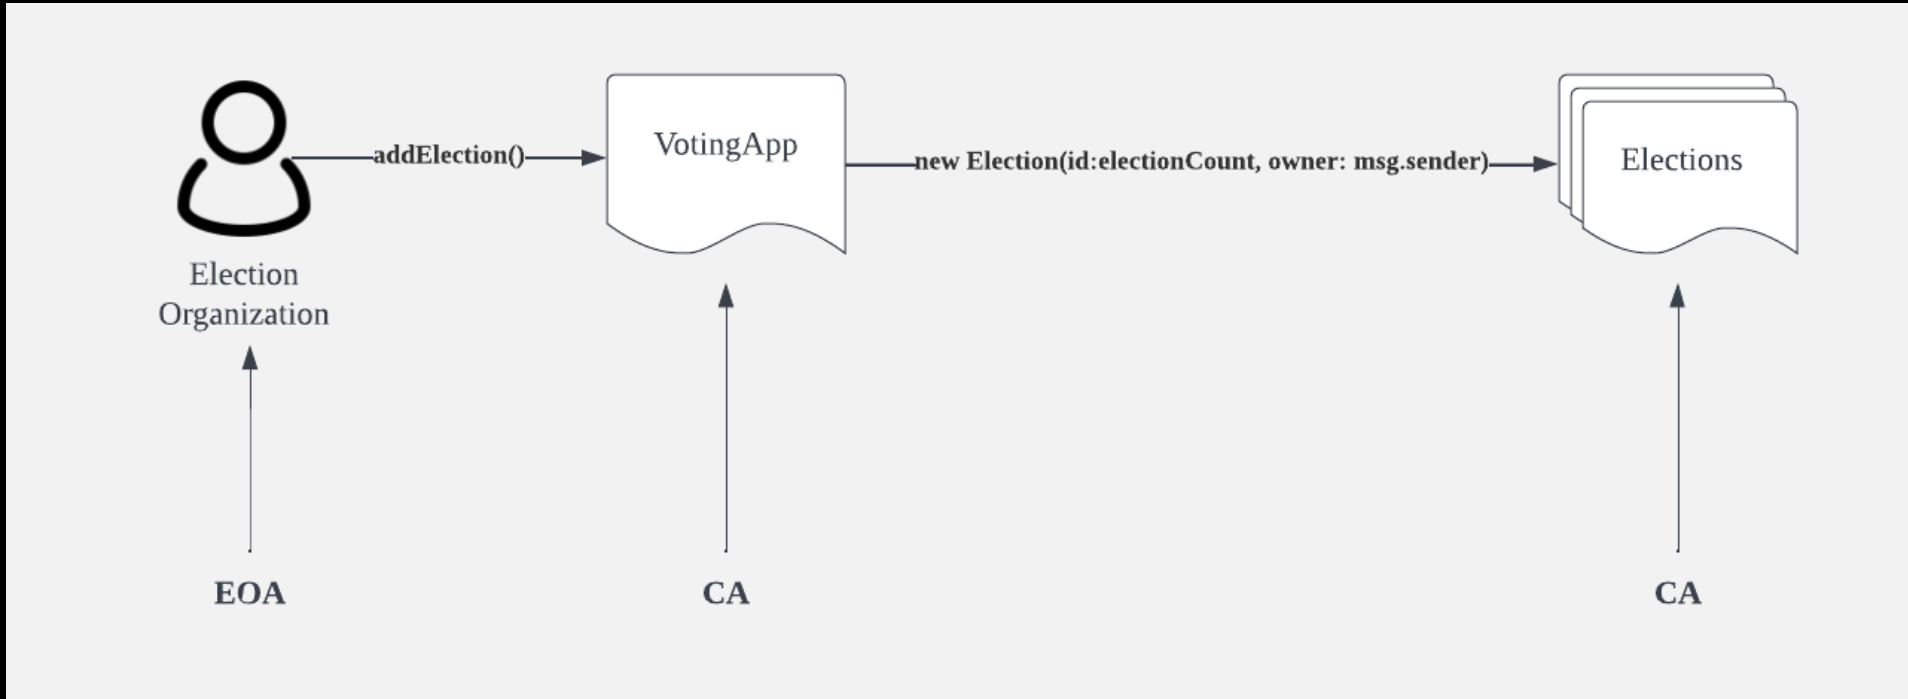 addElection()
VotingApp
new Election(id:electionCount, owner: msg.sender)
Elections
Election
Organization
EOA
CA
CA